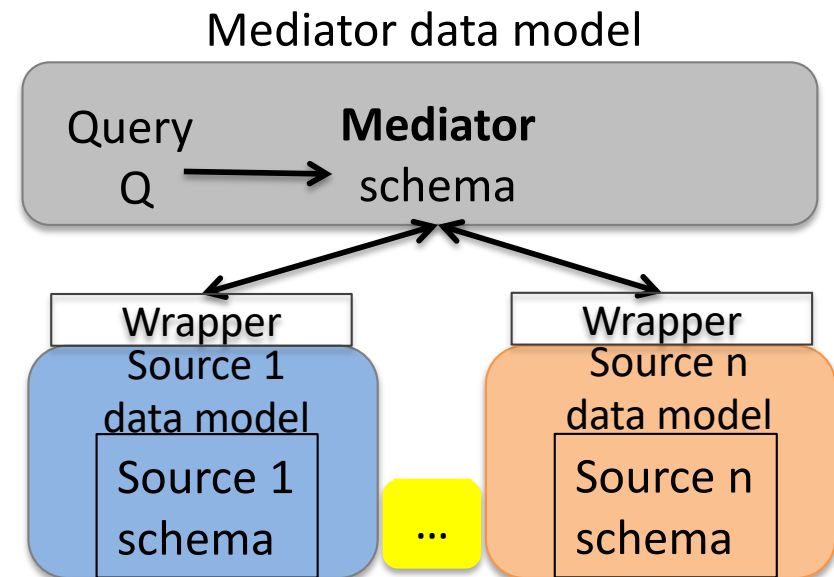 Mediator data model
Query
Q
Mediator
schema
Wrapper
Source 1
data model
Source 1
schema
...
Wrapper
Source n
data model
Source n
schema